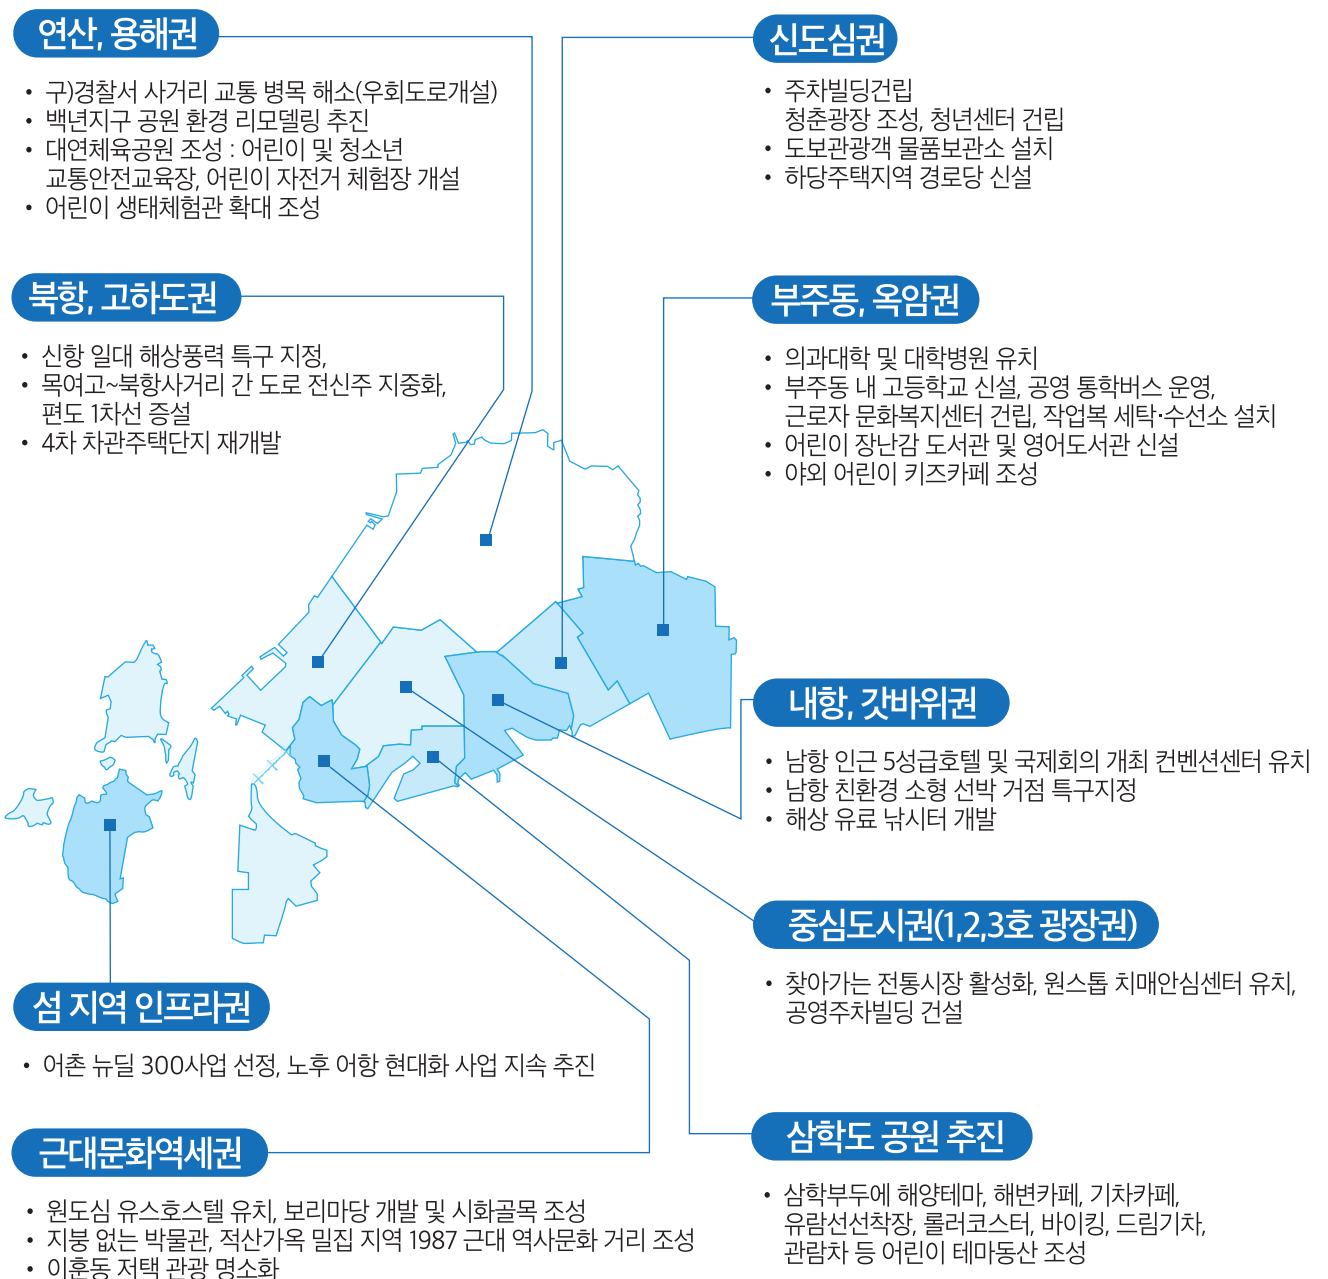 연산, 용해권
• 구)경찰서 사거리 교통 병목 해소(우회도로개설)
• 백년지구 공원 환경 리모델링 추진
• 대연체육공원 조성 : 어린이 및 청소년
교통안전교육장, 어린이 자전거 체험장 개설
• 어린이 생태체험관 확대 조성
북항, 고하도권
• 신항 일대 해상풍력 특구 지정,
• 목여고~북항사거리 간 도로 전신주 지중화,
편도 1차선 증설
• 4차 차관주택단지 재개발
섬 지역 인프라권
• 어촌 뉴딜 300사업 선정, 노후 어항 현대화 사업 지속 추진
근대문화역세권
• 원도심 유스호스텔 유치, 보리마당 개발 및 시화골목 조성
• 지붕 없는 박물관, 적산가옥 밀집 지역 1987 근대 역사문화 거리 조성
• 이훈동 저택 관광 명소화
신도심권
• 주차빌딩건립
청춘광장 조성, 청년센터 건립
• 도보관광객 물품보관소 설치
• 하당주택지역 경로당 신설
부주동, 옥암권
• 의과대학 및 대학병원 유치
• 부주동 내 고등학교 신설, 공영 통학버스 운영,
근로자 문화복지센터 건립, 작업복 세탁·수선소 설치
• 어린이 장난감 도서관 및 영어도서관 신설
• 야외 어린이 키즈카페 조성
내항, 갓바위권
• 남항 인근 5성급호텔 및 국제회의 개최 컨벤션센터 유치
• 남항 친환경 소형 선박 거점 특구지정
• 해상 유료 낚시터 개발
중심도시권(1,2,3호 광장권)
• 찾아가는 전통시장 활성화, 원스톱 치매안심센터 유치,
공영주차빌딩 건설
삼학도 공원 추진
• 삼학부두에 해양테마, 해변카페, 기차카페,
유람선선착장, 롤러코스터, 바이킹, 드림기차,
관람차 등 어린이 테마동산 조성